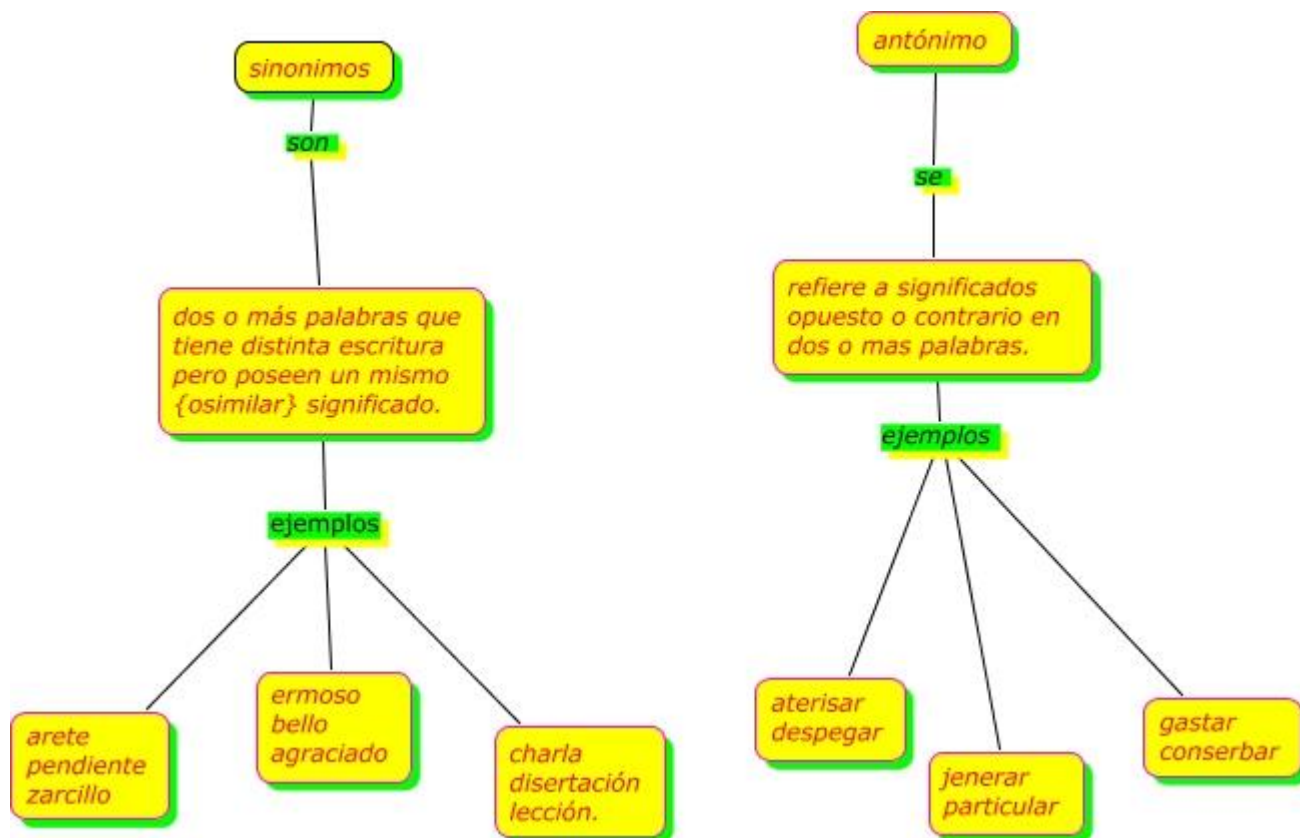 sinonimos
son
dos o más palabras que
tiene distinta escritura
pero poseen un mismo
{osimilar} significado.
ejemplos
arete
pendiente
zarcillo
ermoso
bello
agraciado
charla
disertación
lección.
antónimo
se
refiere a significados
opuesto o contrario en
dos o mas palabras.
ejemplos
aterisar
despegar
jenerar
particular
gastar
conserbar